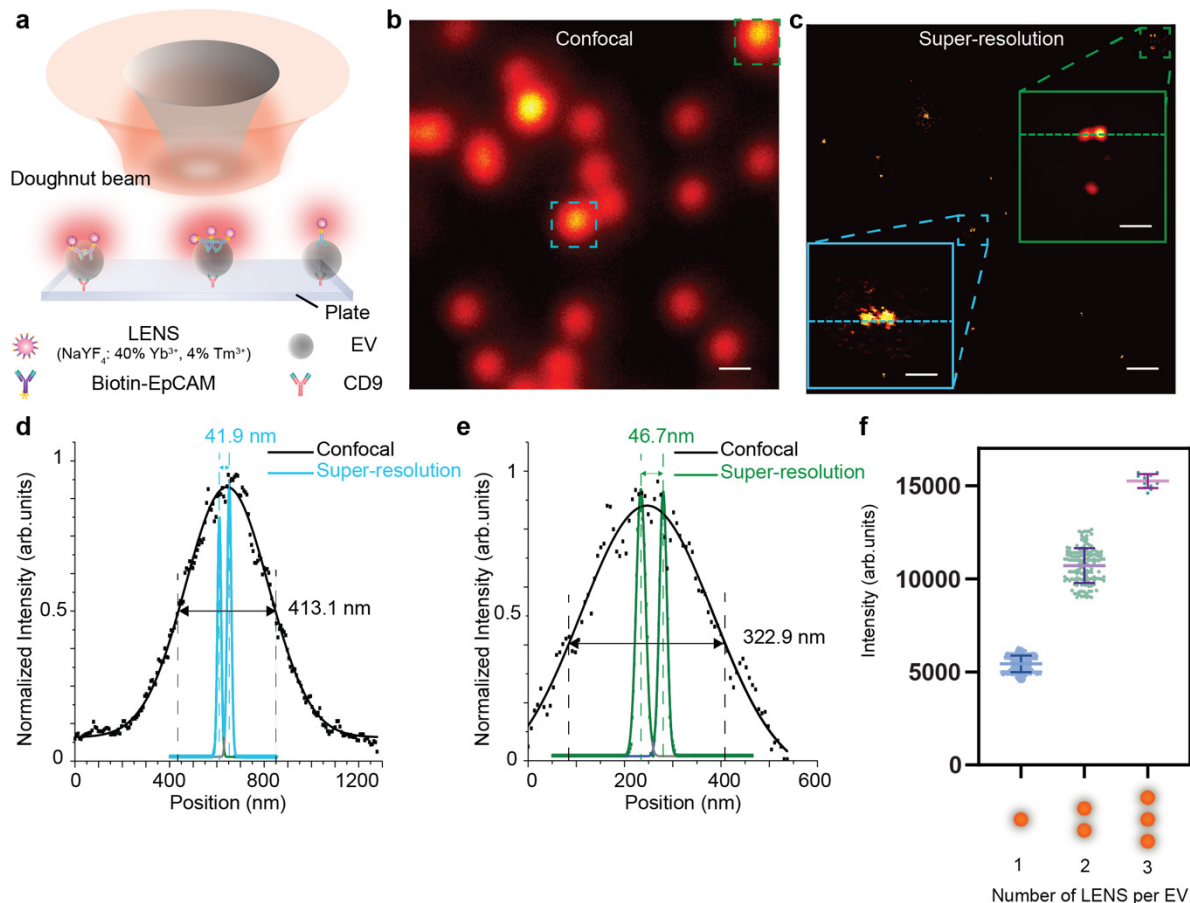 a
Doughnut beam
Plate
LENS
(NaYF₄: 40% Yb³⁺, 4% Tm³⁺)
EV
Biotin-EpCAM
CD9
b
Confocal
c
Super-resolution
d
41.9 nm
Confocal
Super-resolution
413.1 nm
Normalized Intensity (arb.units)
1
0.5
0
0 400 800 1200
Position (nm)
e
46.7nm
Confocal
Super-resolution
322.9 nm
Normalized Intensity (arb.units)
1
0.5
0
0 200 400 600
Position (nm)
f
Intensity (arb.units)
15000
10000
5000
0
1 2 3
Number of LENS per EV